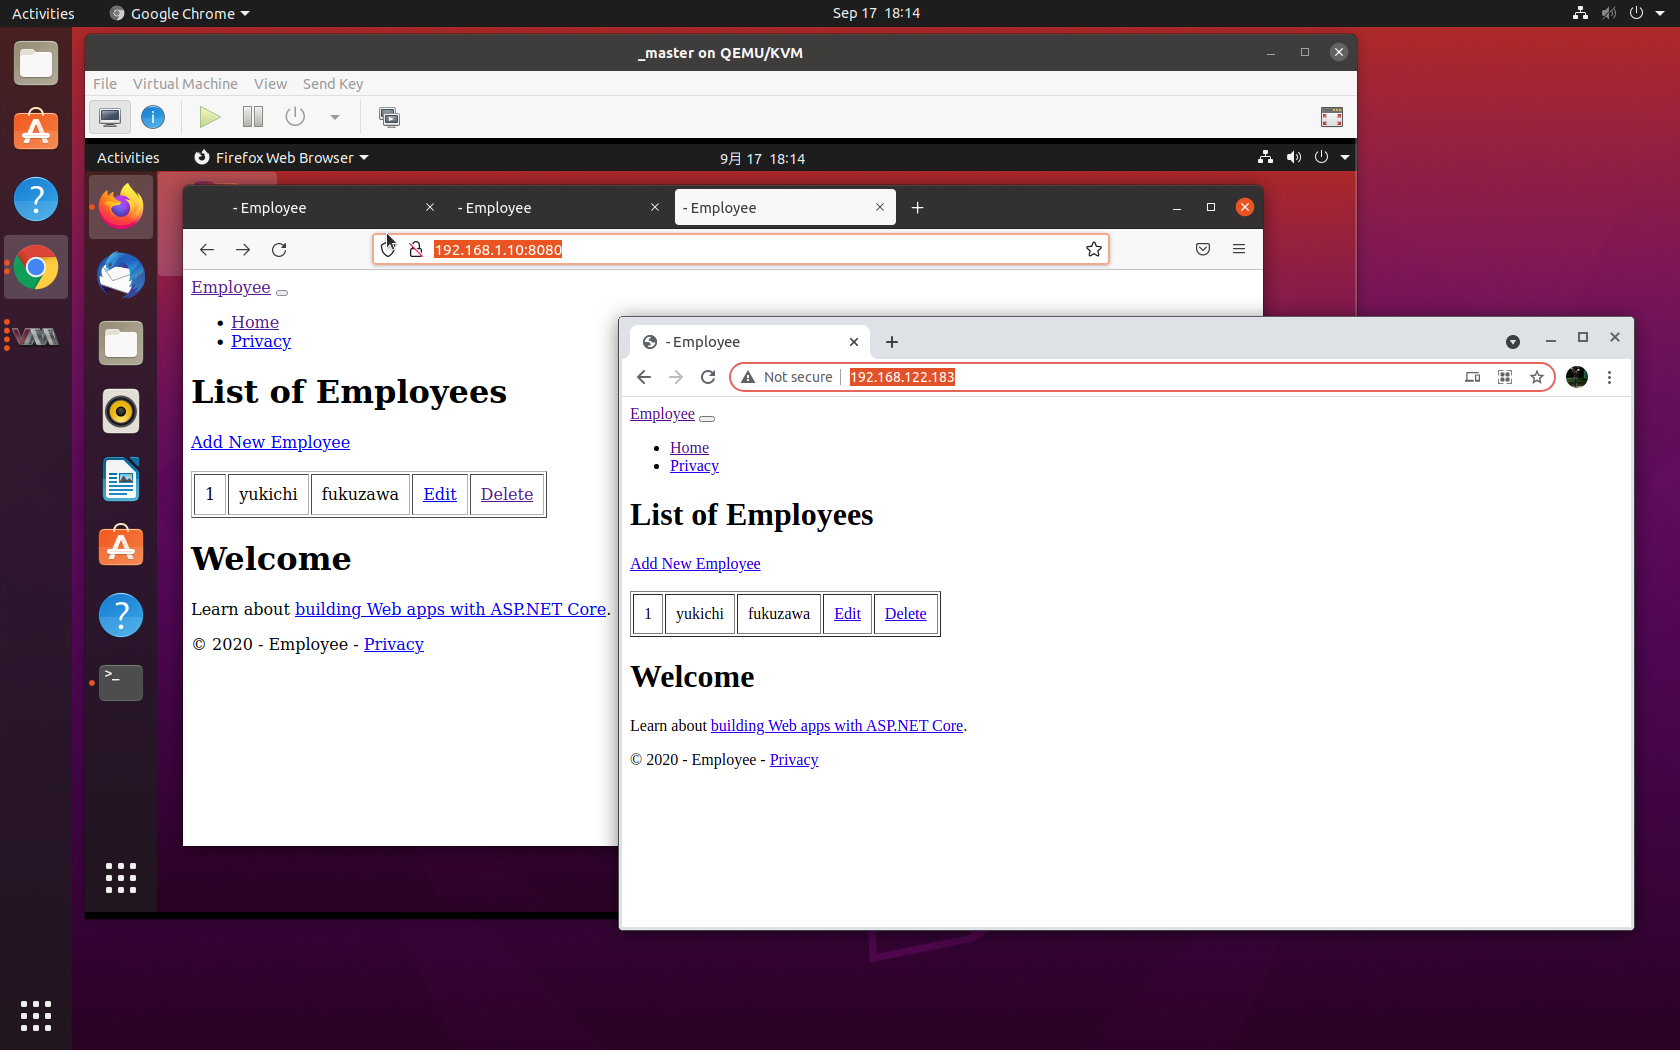 Activities Google Chrome Sep 17 18:14
_master on QEMU/KVM
File Virtual Machine View Send Key
Activities Firefox Web Browser 9月 17 18:14
- Employee - Employee - Employee
192.168.1.10:8080
Employee
Home
Privacy
List of Employees
Add New Employee
1 yukichi fukuzawa Edit Delete
Welcome
Learn about building Web apps with ASP.NET Core.
© 2020 - Employee - Privacy
- Employee
Not secure 192.168.122.183
Employee
Home
Privacy
List of Employees
Add New Employee
1 yukichi fukuzawa Edit Delete
Welcome
Learn about building Web apps with ASP.NET Core.
© 2020 - Employee - Privacy